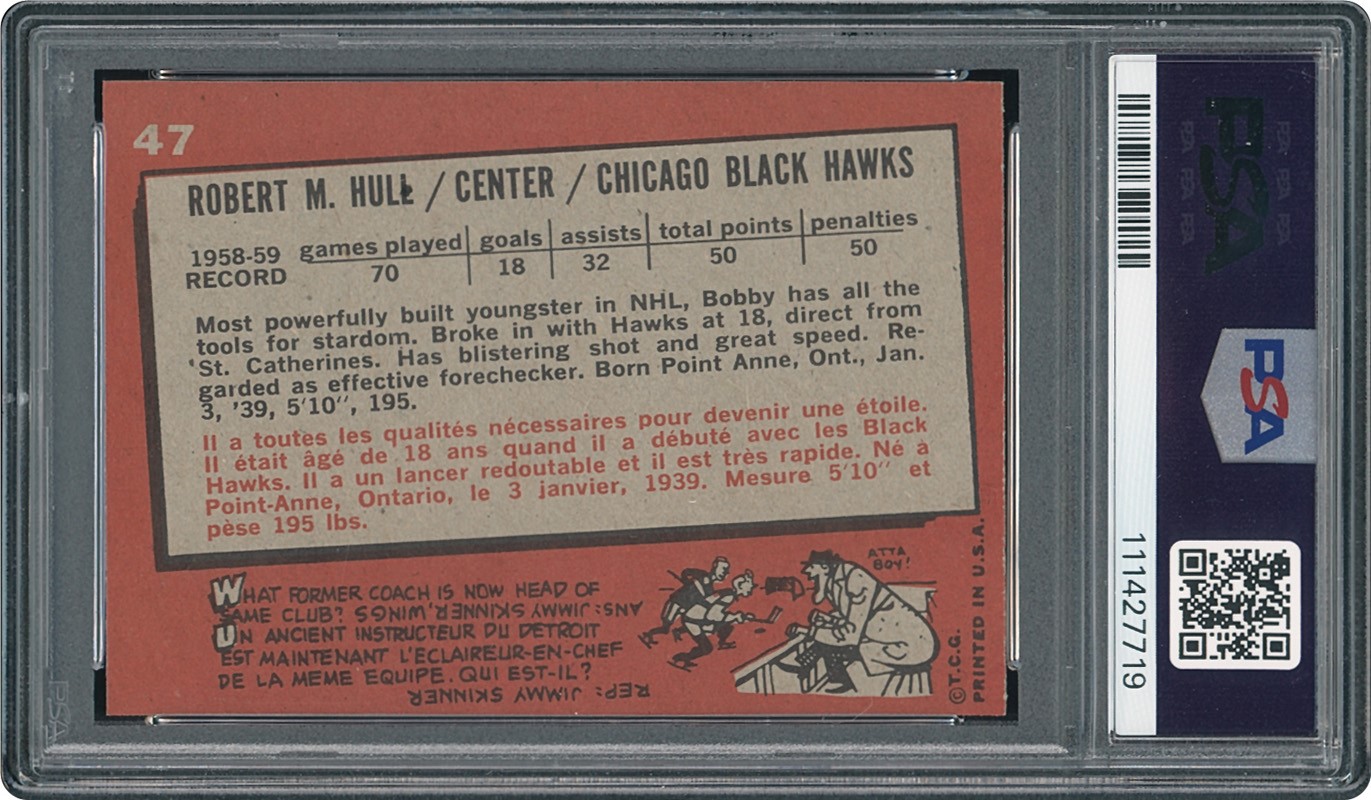 47
ROBERT M. HULL / CENTER / CHICAGO BLACK HAWKS
1958-59 games played goals assists total points penalties
RECORD 70 18 32 50 50
Most powerfully built youngster in NHL, Bobby has all the
tools for stardom. Broke in with Hawks at 18, direct from
St. Catherines. Has blistering shot and great speed. Re-
garded as effective forechecker. Born Point Anne, Ont., Jan.
3, '39, 5'10", 195.
Il a toutes les qualités nécessaires pour devenir une étoile.
Il était âgé de 18 ans quand il a débuté avec les Black
Hawks. Il a un lancer redoutable et il est très rapide. Né a
Point-Anne, Ontario, le 3 janvier, 1939. Mesure 5'10" et
pèse 195 lbs.
WHAT FORMER COACH IS NOW HEAD OF
SAME CLUB? ANS: JIMMY SKINNER, WINGS
UN ANCIENT INSTRUCTEUR DU DETROIT
EST MAINTENANT L'ECLAIREUR-EN-CHEF
DE LA MEME EQUIPE. QUI EST-IL?
REP: JIMMY SKINNER
ATTA
BOY!
©T.C.G.
PRINTED IN U.S.A.
PSA
PSA
PSA PSA PSA
PSA PSA PSA
PSA
111427719